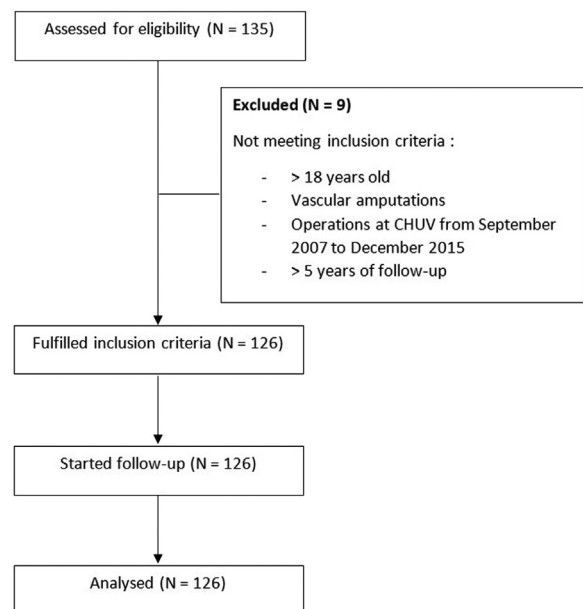 Assessed for eligibility (N = 135)
Excluded (N = 9)
Not meeting inclusion criteria :
- > 18 years old
- Vascular amputations
- Operations at CHUV from September
2007 to December 2015
- > 5 years of follow-up
Fulfilled inclusion criteria (N = 126)
Started follow-up (N = 126)
Analysed (N = 126)